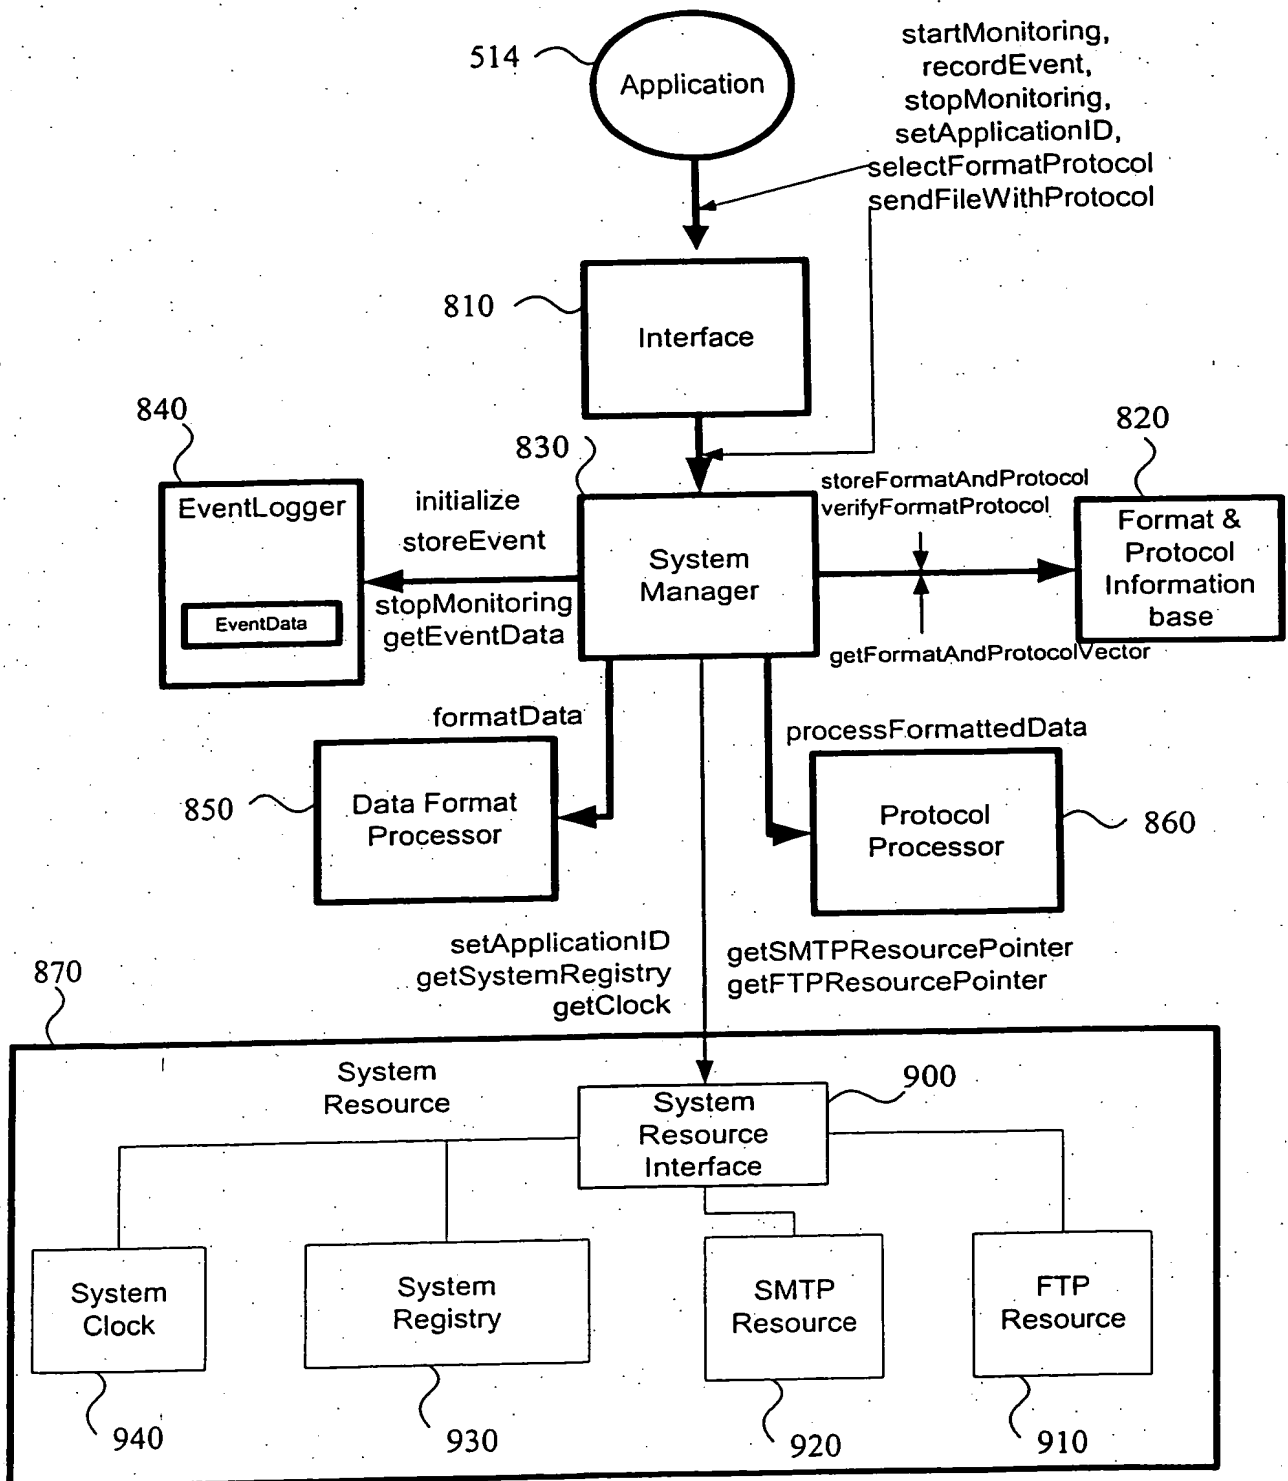 514
Application
startMonitoring,
recordEvent,
stopMonitoring,
setApplicationID,
selectFormatProtocol
sendFileWithProtocol
810
Interface
840
830
820
EventLogger
EventData
initialize
storeEvent
stopMonitoring
getEventData
System
Manager
storeFormatAndProtocol
verifyFormatProtocol
getFormatAndProtocolVector
Format &
Protocol
Information
base
formatData
processFormattedData
850
Data Format
Processor
Protocol
Processor
860
setApplicationID
getSystemRegistry
getClock
getSMTPResourcePointer
getFTPResourcePointer
870
System
Resource
900
System
Resource
Interface
System
Clock
System
Registry
SMTP
Resource
FTP
Resource
940
930
920
910